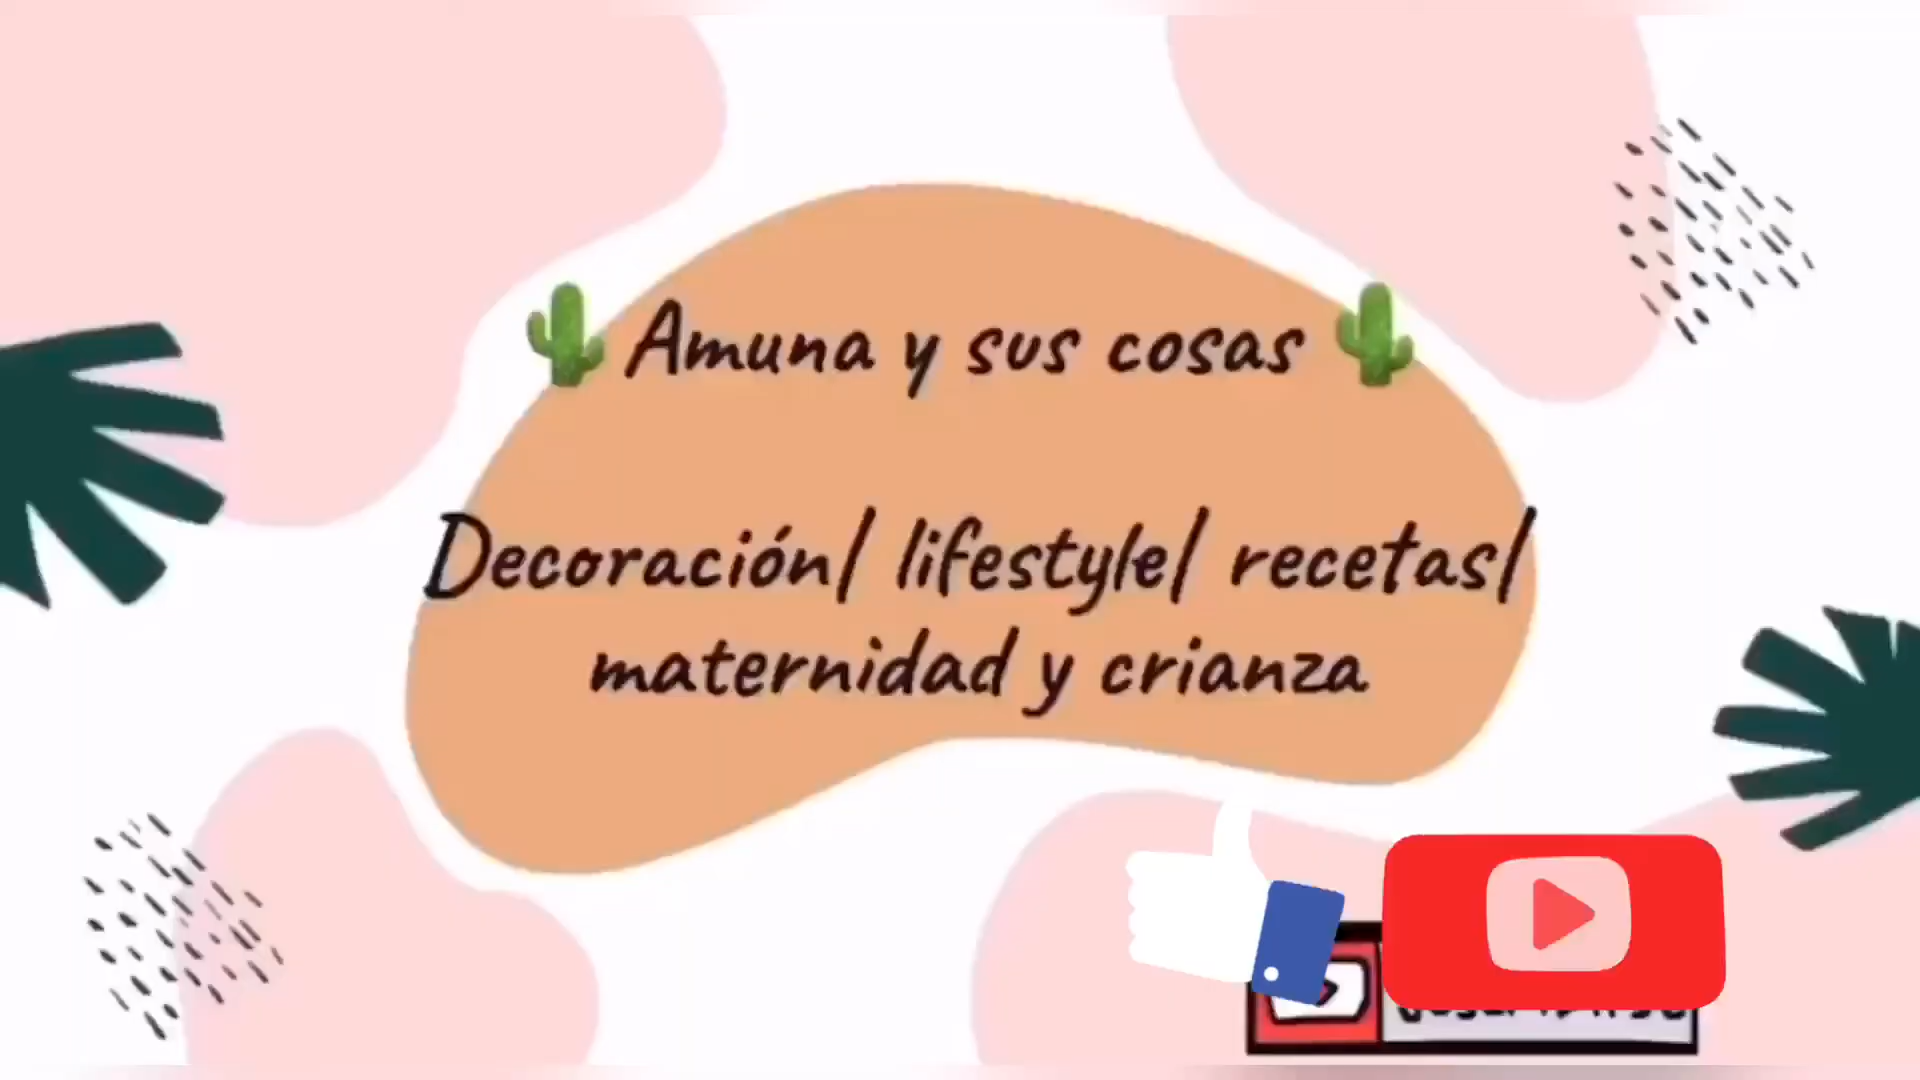 Amuna y sus cosas
Decoración/ lifestyle/ recetas/
maternidad y crianza